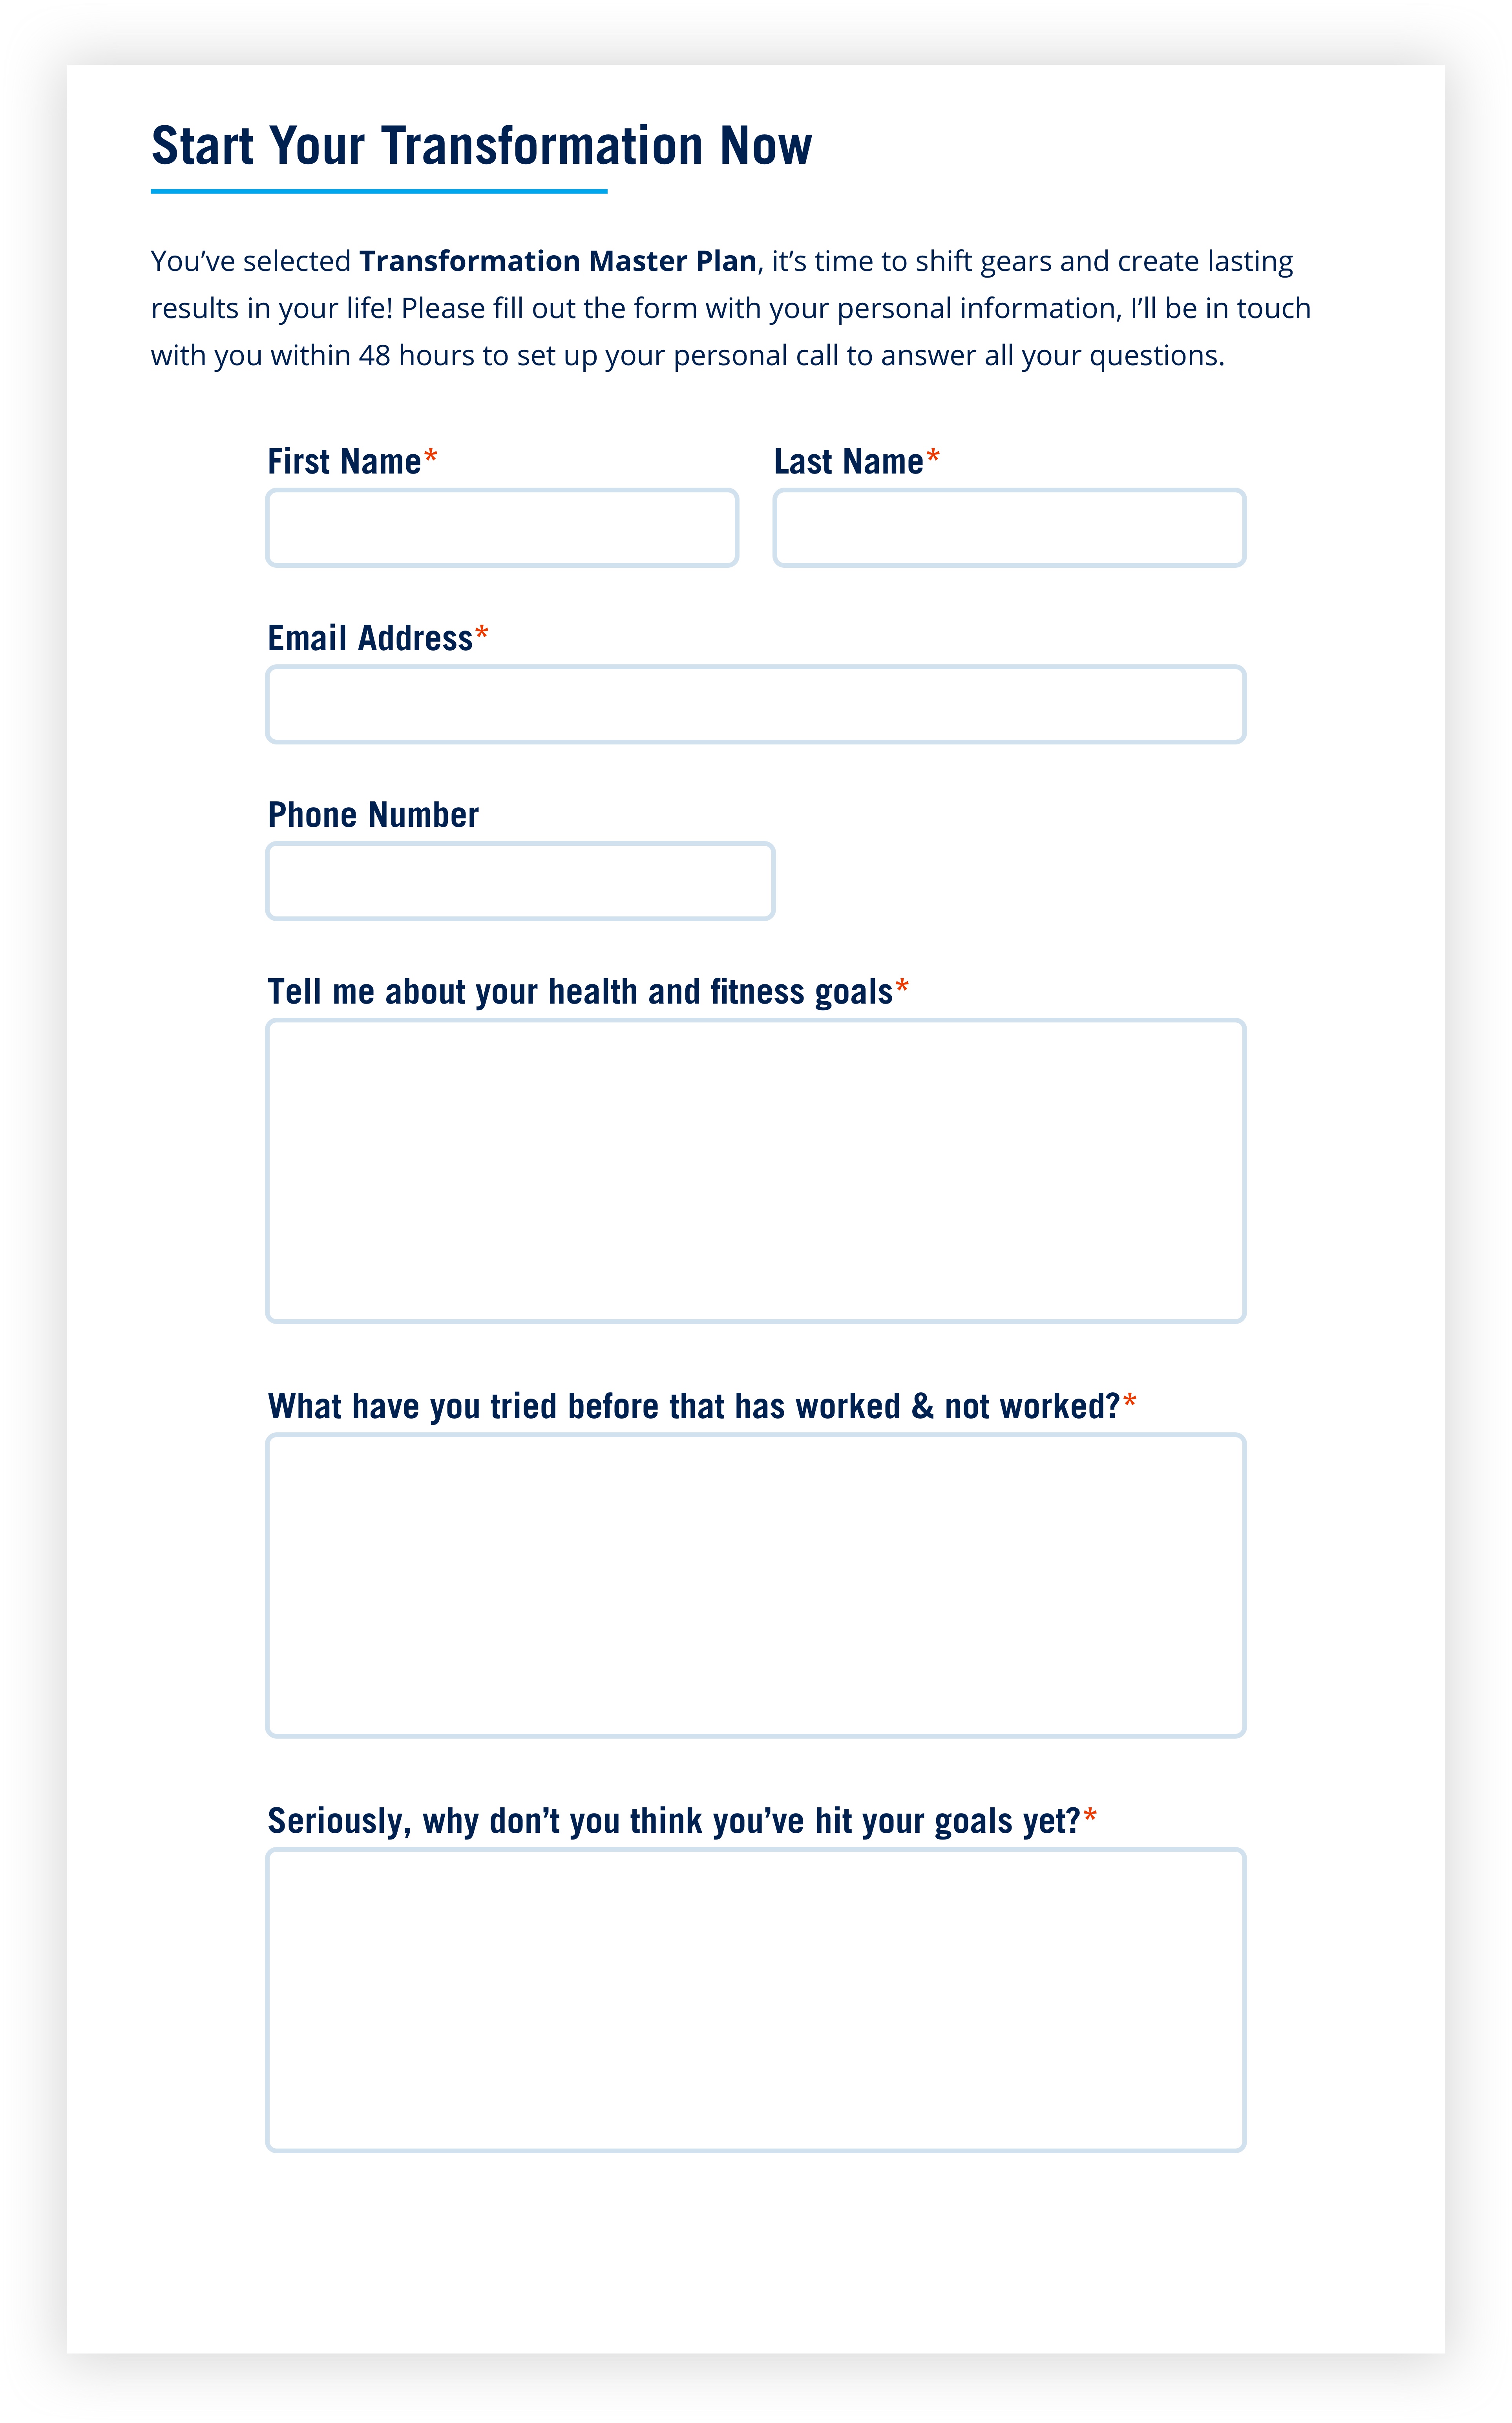 Start Your Transformation Now
You’ve selected Transformation Master Plan, it’s time to shift gears and create lasting
results in your life! Please fill out the form with your personal information, I’ll be in touch
with you within 48 hours to set up your personal call to answer all your questions.
First Name* Last Name*
Email Address*
Phone Number
Tell me about your health and fitness goals*
What have you tried before that has worked & not worked?*
Seriously, why don’t you think you’ve hit your goals yet?*